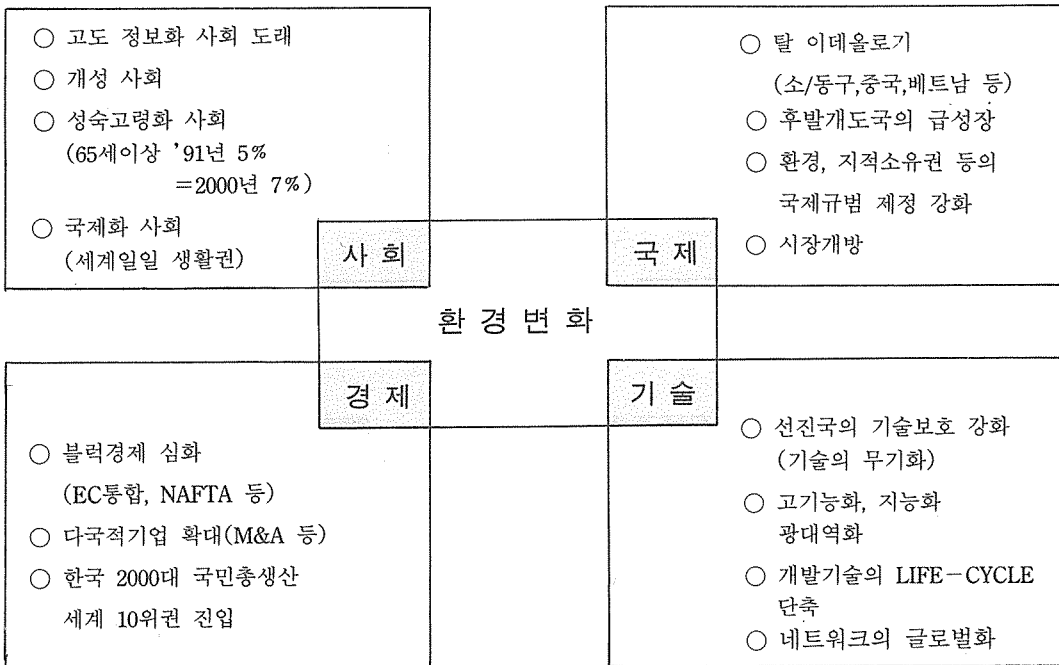 ○ 고도 정보화 사회 도래
○ 개성 사회
○ 성숙고령화 사회
(65세이상 '91년 5%
=2000년 7%)
○ 국제화 사회
(세계일일 생활권)
사 회
○ 탈 이데올로기
(소/동구,중국,베트남 등)
○ 후발개도국의 급성장
○ 환경, 지적소유권 등의
국제규범 제정 강화
○ 시장개방
국 제
환 경 변 화
경 제
○ 블럭경제 심화
(EC통합, NAFTA 등)
○ 다국적기업 확대(M&A 등)
○ 한국 2000대 국민총생산
세계 10위권 진입
기 술
○ 선진국의 기술보호 강화
(기술의 무기화)
○ 고기능화, 지능화
광대역화
○ 개발기술의 LIFE-CYCLE
단축
○ 네트워크의 글로벌화